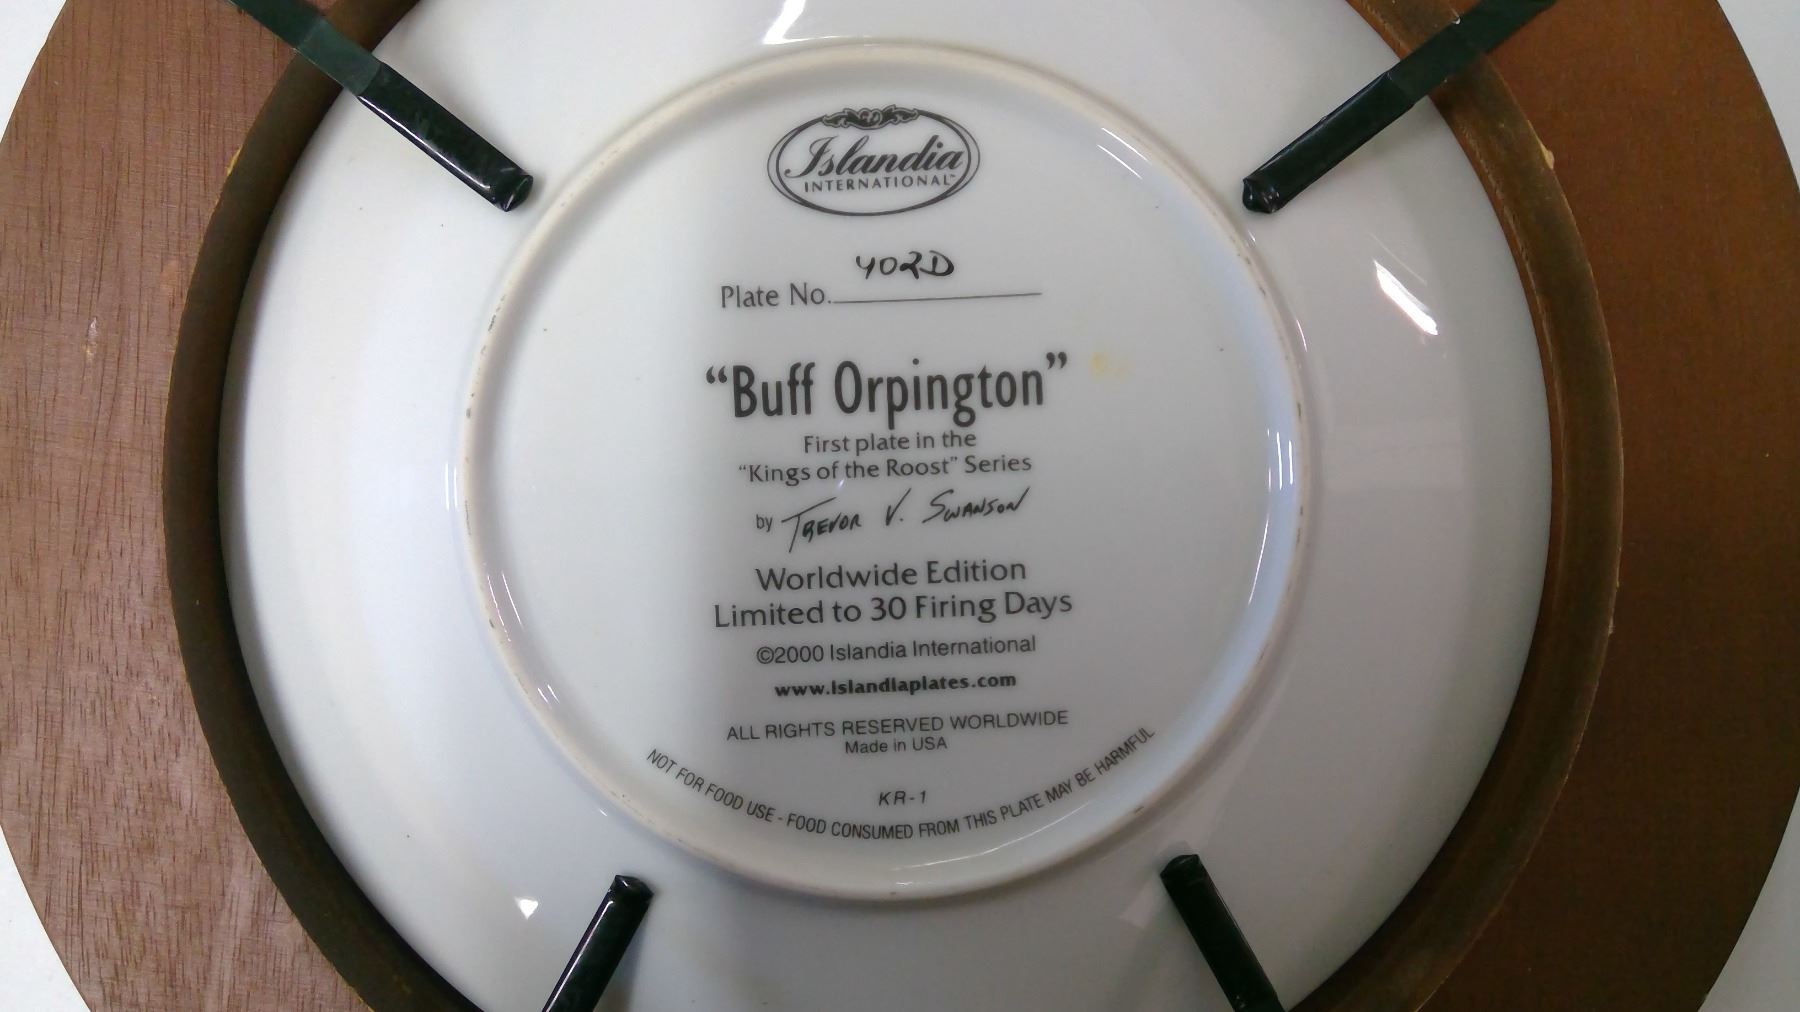 Islandia
INTERNATIONAL™
402D
Plate No.
“Buff Orpington”
First plate in the
“Kings of the Roost” Series
by TREVOR V. SWANSON
Worldwide Edition
Limited to 30 Firing Days
©2000 Islandia International
www.Islandiaplates.com
ALL RIGHTS RESERVED WORLDWIDE
Made in USA
KR-1
NOT FOR FOOD USE - FOOD CONSUMED FROM THIS PLATE MAY BE HARMFUL